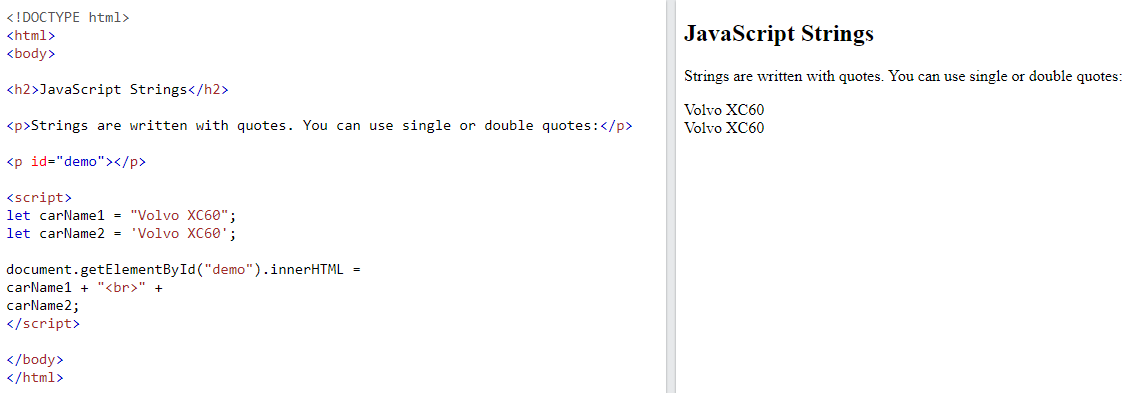 <!DOCTYPE html>
<html>
<body>
<h2>JavaScript Strings</h2>
<p>Strings are written with quotes. You can use single or double quotes:</p>
<p id="demo"></p>
<script>
let carName1 = "Volvo XC60";
let carName2 = 'Volvo XC60';
document.getElementById("demo").innerHTML =
carName1 + "<br>" +
carName2;
</script>
</body>
</html>
JavaScript Strings
Strings are written with quotes. You can use single or double quotes:
Volvo XC60
Volvo XC60